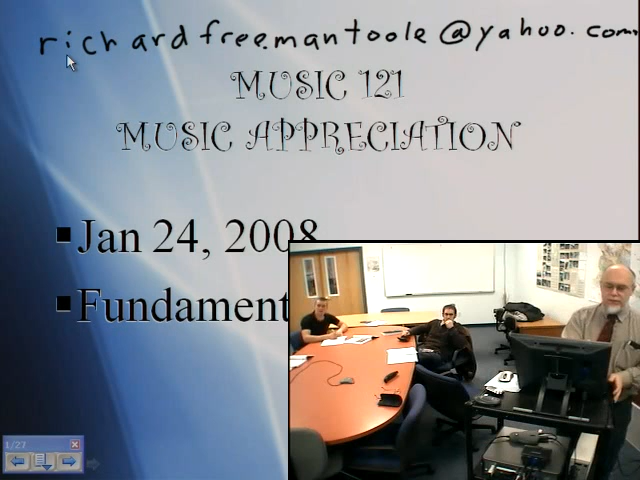 richardfreemantoole@yahoo.com
MUSIC 121
MUSIC APPRECIATION
Jan 24, 2008
Fundament
1/27